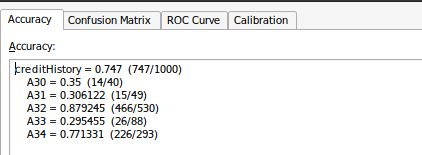 Accuracy Confusion Matrix ROC Curve Calibration
Accuracy:
creditHistory = 0.747 (747/1000)
A30 = 0.35 (14/40)
A31 = 0.306122 (15/49)
A32 = 0.879245 (466/530)
A33 = 0.295455 (26/88)
A34 = 0.771331 (226/293)